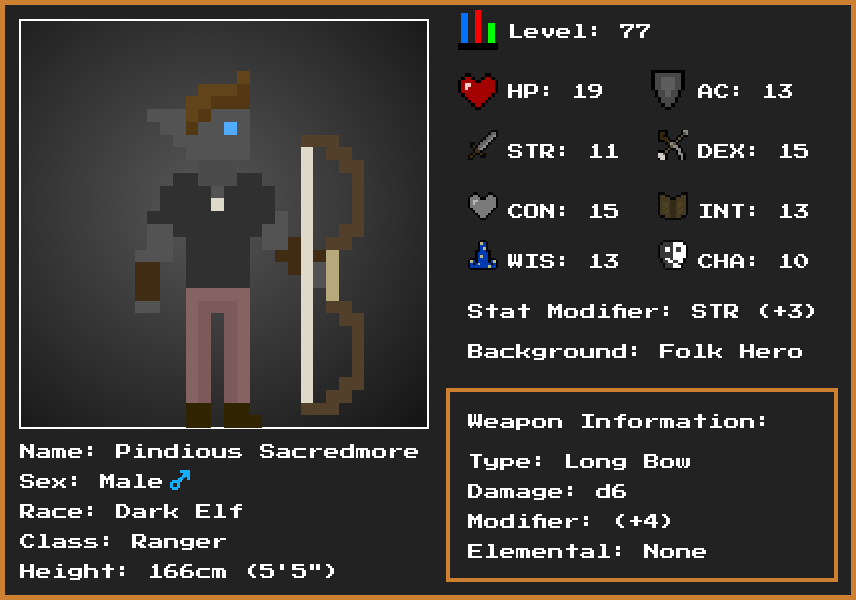 Level: 77
HP: 19
AC: 13
STR: 11
DEX: 15
CON: 15
INT: 13
WIS: 13
CHA: 10
Stat Modifier: STR (+3)
Background: Folk Hero
Weapon Information:
Type: Long Bow
Damage: d6
Modifier: (+4)
Elemental: None
Name: Pindious Sacredmore
Sex: Male♂
Race: Dark Elf
Class: Ranger
Height: 166cm (5'5")